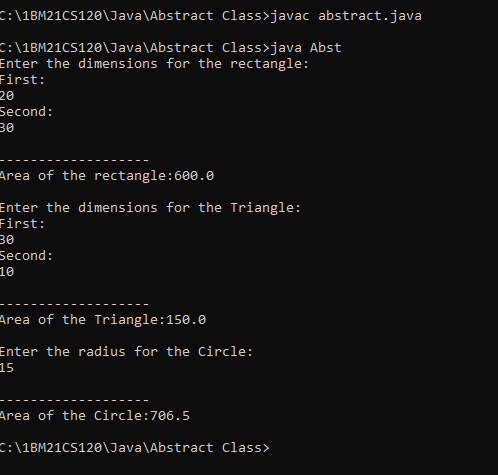 C:\1BM21CS120\Java\Abstract Class>javac abstract.java
C:\1BM21CS120\Java\Abstract Class>java Abst
Enter the dimensions for the rectangle:
First:
20
Second:
30
-------------------
Area of the rectangle:600.0
Enter the dimensions for the Triangle:
First:
30
Second:
10
-------------------
Area of the Triangle:150.0
Enter the radius for the Circle:
15
-------------------
Area of the Circle:706.5
C:\1BM21CS120\Java\Abstract Class>